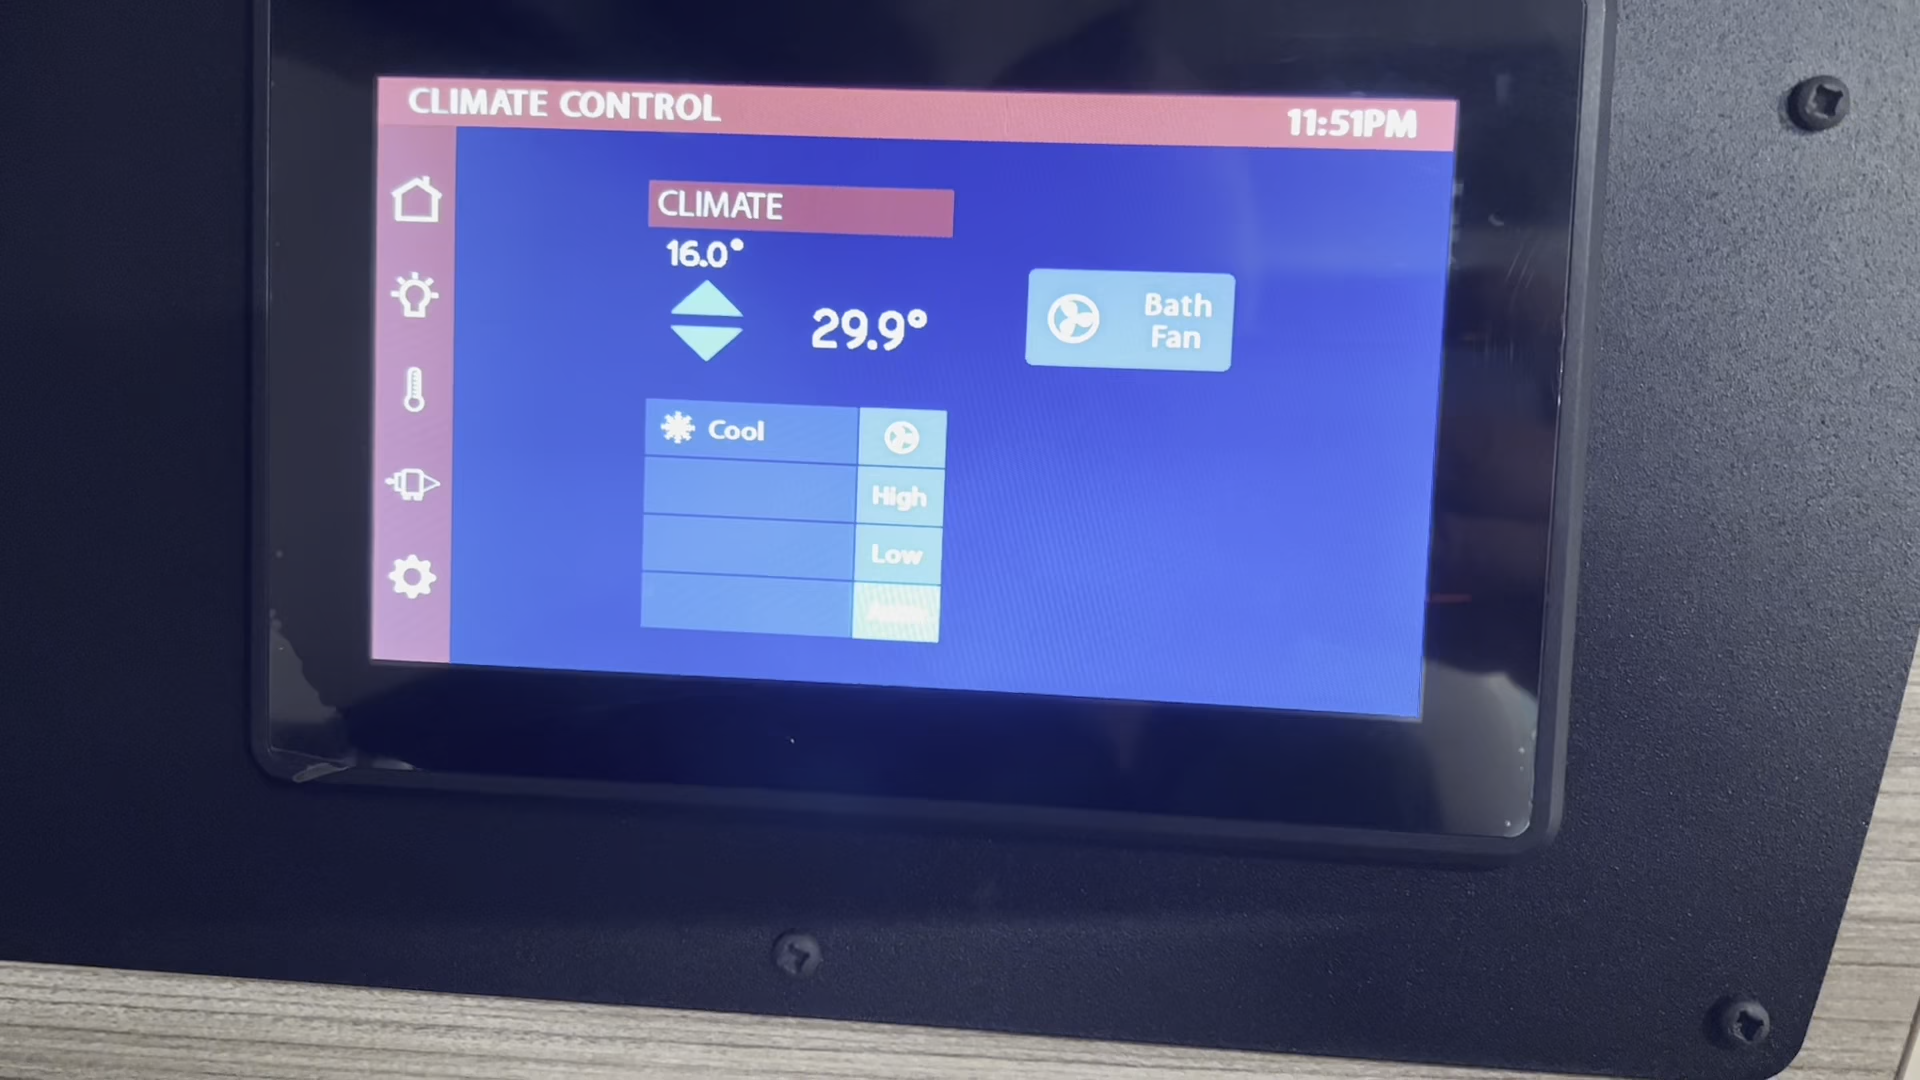 CLIMATE CONTROL
11:51PM
CLIMATE
16.0°
29.9°
Bath
Fan
Cool
High
Low